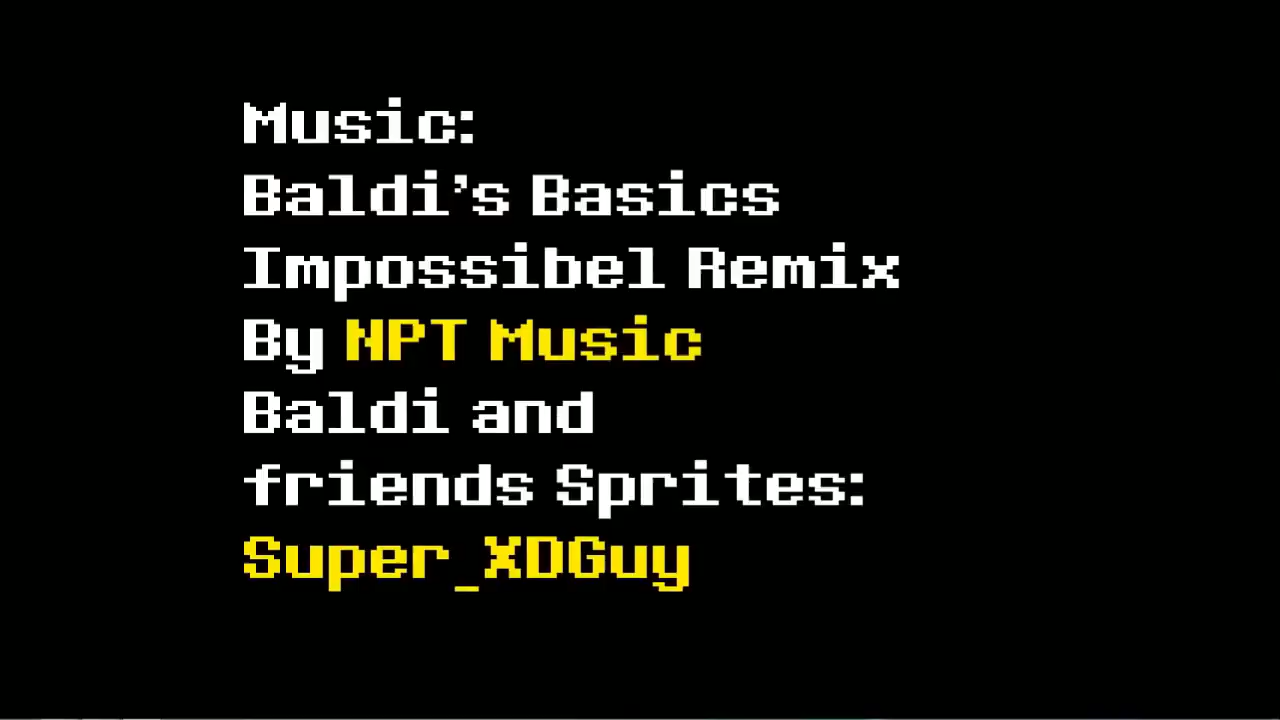 Music:
Baldi's Basics
Impossibel Remix
By NPT Music
Baldi and
friends Sprites:
Super_XDGuy